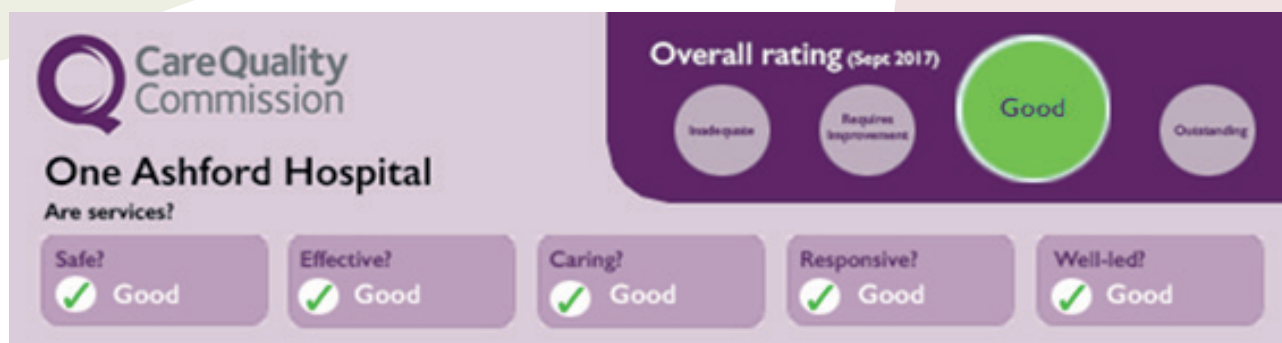 CareQuality
Commission
Overall rating (Sept 2017)
Inadequate
Requires
Improvement
Good
Outstanding
One Ashford Hospital
Are services?
Safe?
Good
Effective?
Good
Caring?
Good
Responsive?
Good
Well-led?
Good